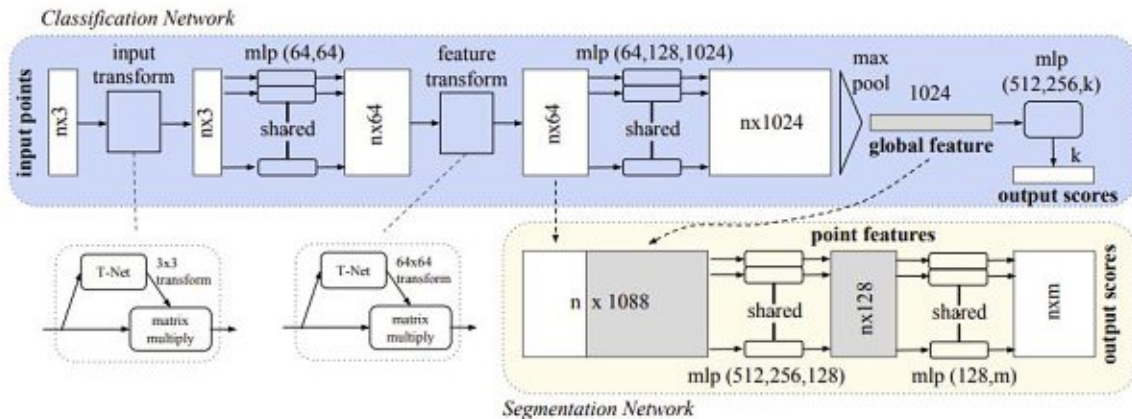 Classification Network
input points
nx3
input
transform
nx3
mlp (64,64)
shared
nx64
feature
transform
nx64
mlp (64,128,1024)
shared
nx1024
max
pool
1024
global feature
mlp
(512,256,k)
k
output scores
T-Net
3x3
transform
matrix
multiply
T-Net
64x64
transform
matrix
multiply
n x 1088
point features
shared
mlp (512,256,128)
nx128
shared
mlp (128,m)
nxm
output scores
Segmentation Network